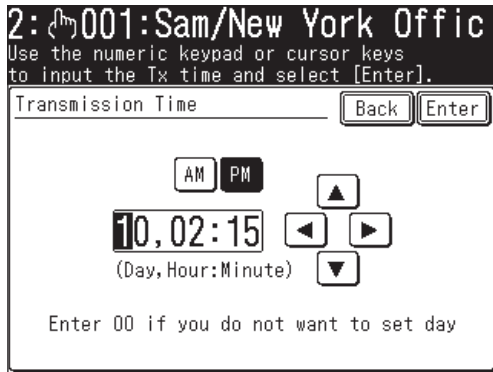 2:001:Sam/New York Offic
Use the numeric keypad or cursor keys
to input the Tx time and select [Enter].
Transmission Time
Back Enter
AM PM
10,02:15
(Day,Hour:Minute)
Enter 00 if you do not want to set day